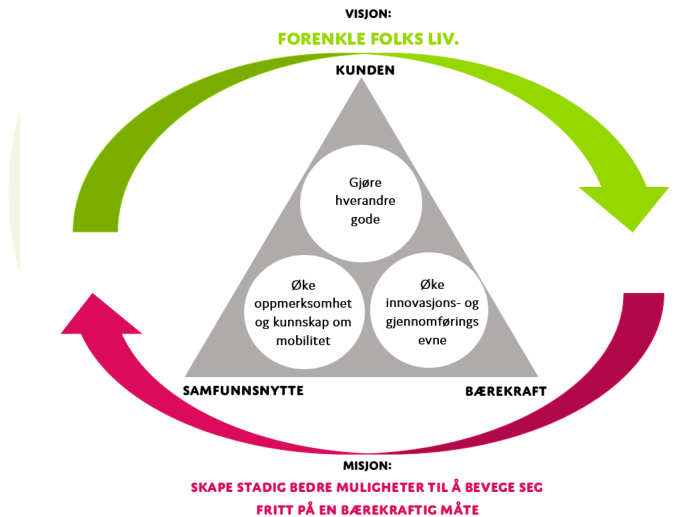 VISJON:
FORENKLE FOLKS LIV.
KUNDEN
Gjøre
hverandre
gode
Øke
oppmerksomhet
og kunnskap om
mobilitet
Øke
innovasjons- og
gjennomførings
evne
SAMFUNNSNYTTE
BÆREKRAFT
MISJON:
SKAPE STADIG BEDRE MULIGHETER TIL Å BEVEGE SEG
FRITT PÅ EN BÆREKRAFTIG MÅTE